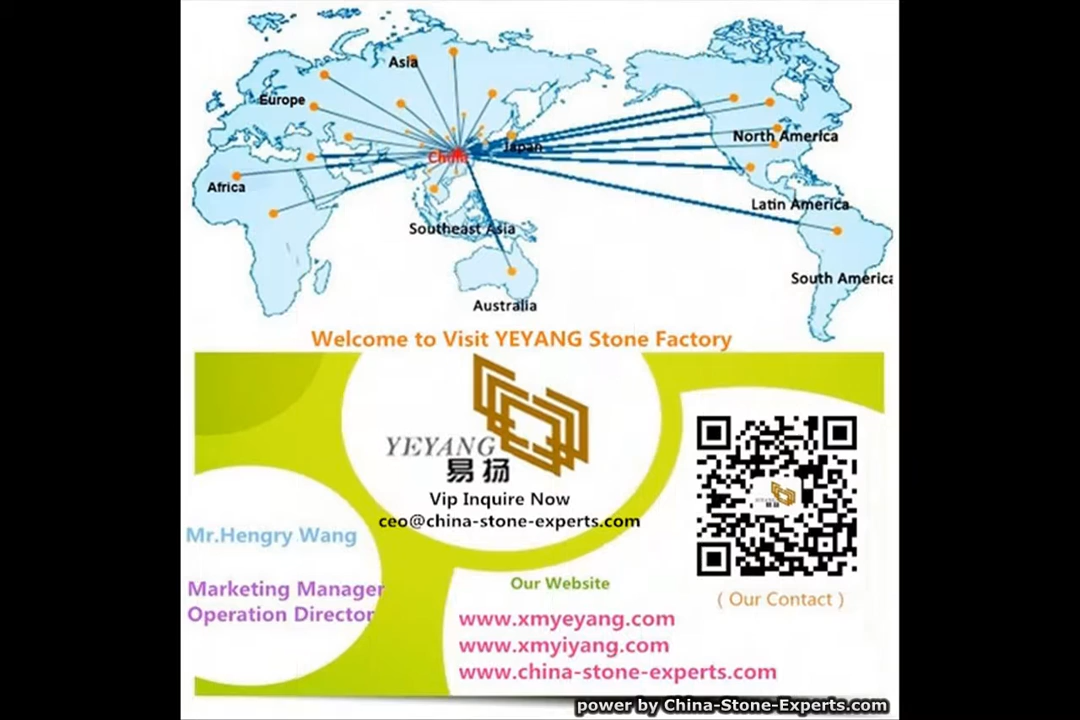 Asia
Europe
North America
Japan
China
Africa
Latin America
Southeast Asia
South America
Australia
Welcome to Visit YEYANG Stone Factory
YEYANG
易扬
Vip Inquire Now
ceo@china-stone-experts.com
Mr.Hengry Wang
Marketing Manager
Operation Director
Our Website
www.xmyeyang.com
www.xmyiyang.com
www.china-stone-experts.com
YEYANG
易扬
( Our Contact )
power by China-Stone-Experts.com